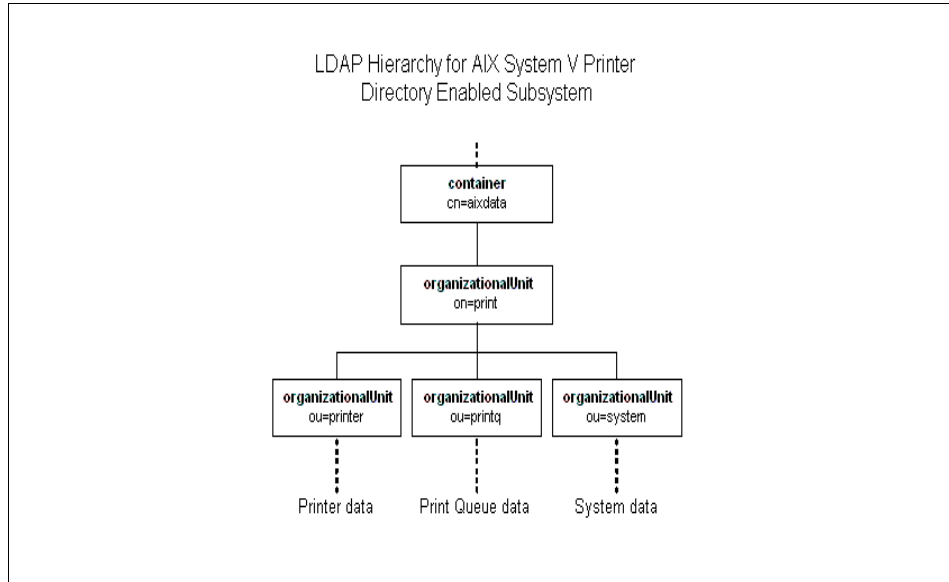 LDAP Hierarchy for AIX System V Printer
Directory Enabled Subsystem
container
cn=aixdata
organizationalUnit
on=print
organizationalUnit
ou=printer
organizationalUnit
ou=printq
organizationalUnit
ou=system
Printer data
Print Queue data
System data